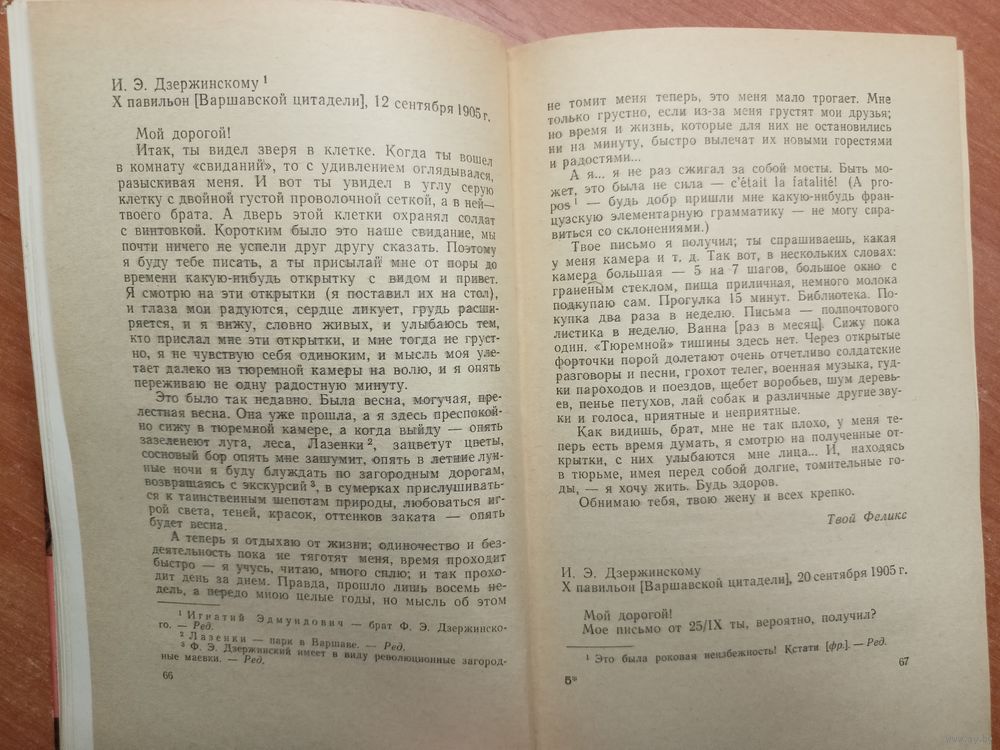 И. Э. Дзержинскому ¹
X павильон [Варшавской цитадели], 12 сентября 1905 г.
Мой дорогой!
Итак, ты видел зверя в клетке. Когда ты вошел
в комнату «свиданий», то с удивлением оглядывался,
разыскивая меня. И вот ты увидел в углу серую
клетку с двойной густой проволочной сеткой, а в ней —
твоего брата. А дверь этой клетки охранял солдат
с винтовкой. Коротким было это наше свидание, мы
почти ничего не успели друг другу сказать. Поэтому
я буду тебе писать, а ты присылай мне от поры до
времени какую-нибудь открытку с видом и привет.
Я смотрю на эти открытки (я поставил их на стол),
и глаза мои радуются, сердце ликует, грудь расши-
ряется, и я вижу, словно живых, и улыбаюсь тем,
кто прислал мне эти открытки, и мне тогда не груст-
но, я не чувствую себя одиноким, и мысль моя уле-
тает далеко из тюремной камеры на волю, и я опять
переживаю не одну радостную минуту.
Это было так недавно. Была весна, могучая, пре-
лестная весна. Она уже прошла, а я здесь преспокой-
но сижу в тюремной камере, а когда выйду — опять
зазеленеют луга, леса, Лазенки ², зацветут цветы,
сосновый бор опять мне зашумит, опять в летние лун-
ные ночи я буду блуждать по загородным дорогам,
возвращаясь с экскурсий ³, в сумерках прислушивать-
ся к таинственным шепотам природы, любоваться иг-
рой света, теней, красок, оттенков заката — опять
будет весна.
А теперь я отдыхаю от жизни; одиночество и без-
деятельность пока не тяготят меня, время проходит
быстро — я учусь, читаю, много сплю; и так прохо-
дит день за днем. Правда, прошло лишь восемь не-
дель, а передо мною целые годы, но мысль об этом
¹ Игнатий Эдмундович — брат Ф. Э. Дзержинско-
го. — Ред.
² Лазенки — парк в Варшаве. — Ред.
³ Ф. Э. Дзержинский имеет в виду революционные загород-
ные маевки. — Ред.
66
не томит меня теперь, это меня мало трогает. Мне
только грустно, если из-за меня грустят мои друзья;
но время и жизнь, которые для них не остановились
ни на минуту, быстро вылечат их новыми горестями
и радостями...
А я... я не раз сжигал за собой мосты. Быть мо-
жет, это была не сила — c'était la fatalité! (A pro-
pos ¹ — будь добр пришли мне какую-нибудь фран-
цузскую элементарную грамматику — не могу спра-
виться со склонениями.)
Твое письмо я получил; ты спрашиваешь, какая
у меня камера и т. д. Так вот, в нескольких словах:
камера большая — 5 на 7 шагов, большое окно с
граненым стеклом, пища приличная, немного молока
подкупаю сам. Прогулка 15 минут. Библиотека. По-
купка два раза в неделю. Письма — полпочтового
листика в неделю. Ванна [раз в месяц]. Сижу пока
один. «Тюремной» тишины здесь нет. Через открытые
форточки порой долетают очень отчетливо солдатские
разговоры и песни, грохот телег, военная музыка, гуд-
ки пароходов и поездов, щебет воробьев, шум деревь-
ев, пенье петухов, лай собак и различные другие зву-
ки и голоса, приятные и неприятные.
Как видишь, брат, мне не так плохо, у меня те-
перь есть время думать, я смотрю на полученные от-
крытки, с них улыбаются мне лица... И, находясь
в тюрьме, имея перед собой долгие, томительные го-
ды, — я хочу жить. Будь здоров.
Обнимаю тебя, твою жену и всех крепко.
Твой Феликс
И. Э. Дзержинскому
X павильон [Варшавской цитадели], 20 сентября 1905 г.
Мой дорогой!
Мое письмо от 25/IX ты, вероятно, получил?
¹ Это была роковая неизбежность! Кстати [фр.]. — Ред.
5*
67